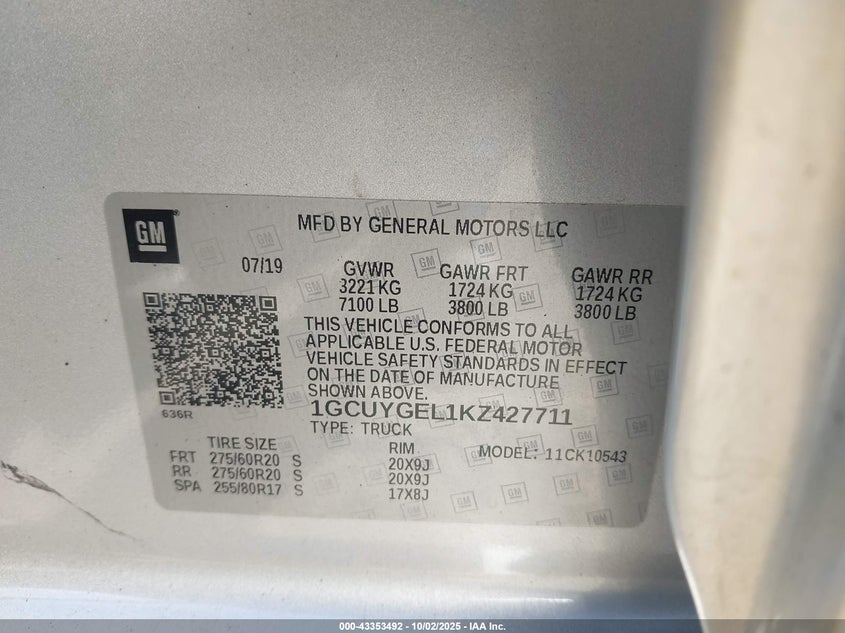 GM
MFD BY GENERAL MOTORS LLC
07/19 GVWR GAWR FRT GAWR RR
3221 KG 1724 KG 1724 KG
7100 LB 3800 LB 3800 LB
THIS VEHICLE CONFORMS TO ALL
APPLICABLE U.S. FEDERAL MOTOR
VEHICLE SAFETY STANDARDS IN EFFECT
ON THE DATE OF MANUFACTURE
SHOWN ABOVE.
636R
1GCUYGEL1KZ427711
TYPE: TRUCK
TIRE SIZE RIM MODEL: 11CK10543
FRT 275/60R20 S 20X9J
RR 275/60R20 S 20X9J
SPA 255/80R17 S 17X8J
000-43353492 - 10/02/2025 - IAA Inc.